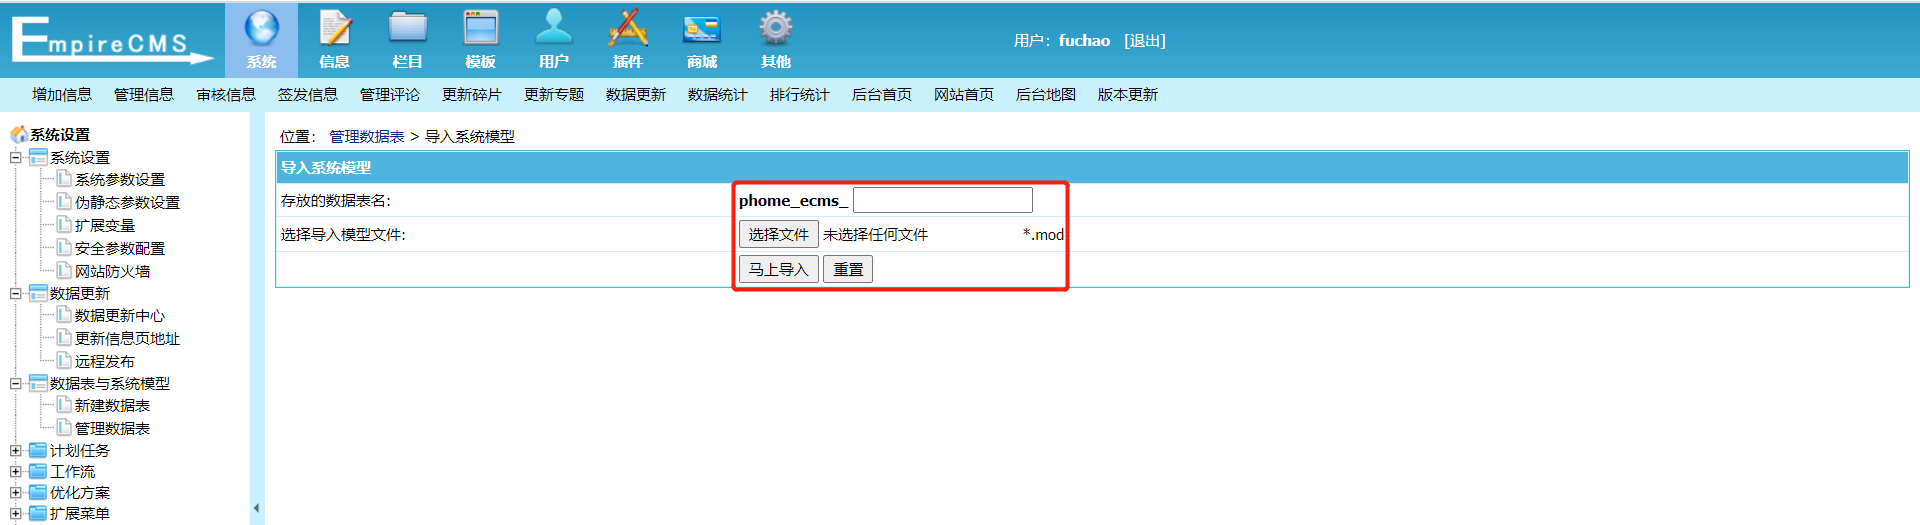 EmpireCMS
系统
信息
栏目
模板
用户
插件
商城
其他
用户：fuchao [退出]
增加信息 管理信息 审核信息 签发信息 管理评论 更新碎片 更新专题 数据更新 数据统计 排行统计 后台首页 网站首页 后台地图 版本更新
系统设置
系统设置
系统参数设置
伪静态参数设置
扩展变量
安全参数配置
网站防火墙
数据更新
数据更新中心
更新信息页地址
远程发布
数据表与系统模型
新建数据表
管理数据表
计划任务
工作流
优化方案
扩展菜单
位置： 管理数据表 > 导入系统模型
导入系统模型
存放的数据表名: phome_ecms_
选择导入模型文件: 选择文件 未选择任何文件 *.mod
马上导入 重置